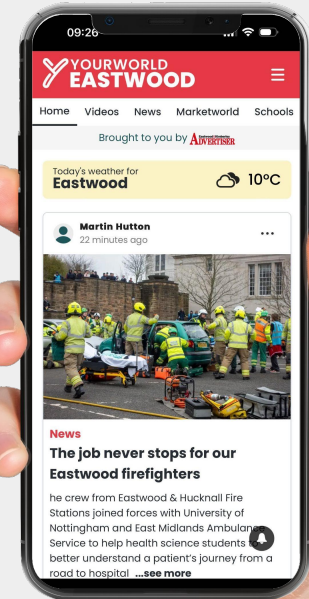 09:26
YOURWORLD
EASTWOOD
Home Videos News Marketworld Schools
Brought to you by ADVERTISER
Today's weather for
Eastwood
10°C
Martin Hutton
22 minutes ago
News
The job never stops for our
Eastwood firefighters
he crew from Eastwood & Hucknall Fire
Stations joined forces with University of
Nottingham and East Midlands Ambulance
Service to help health science students
better understand a patient's journey from a
road to hospital ...see more